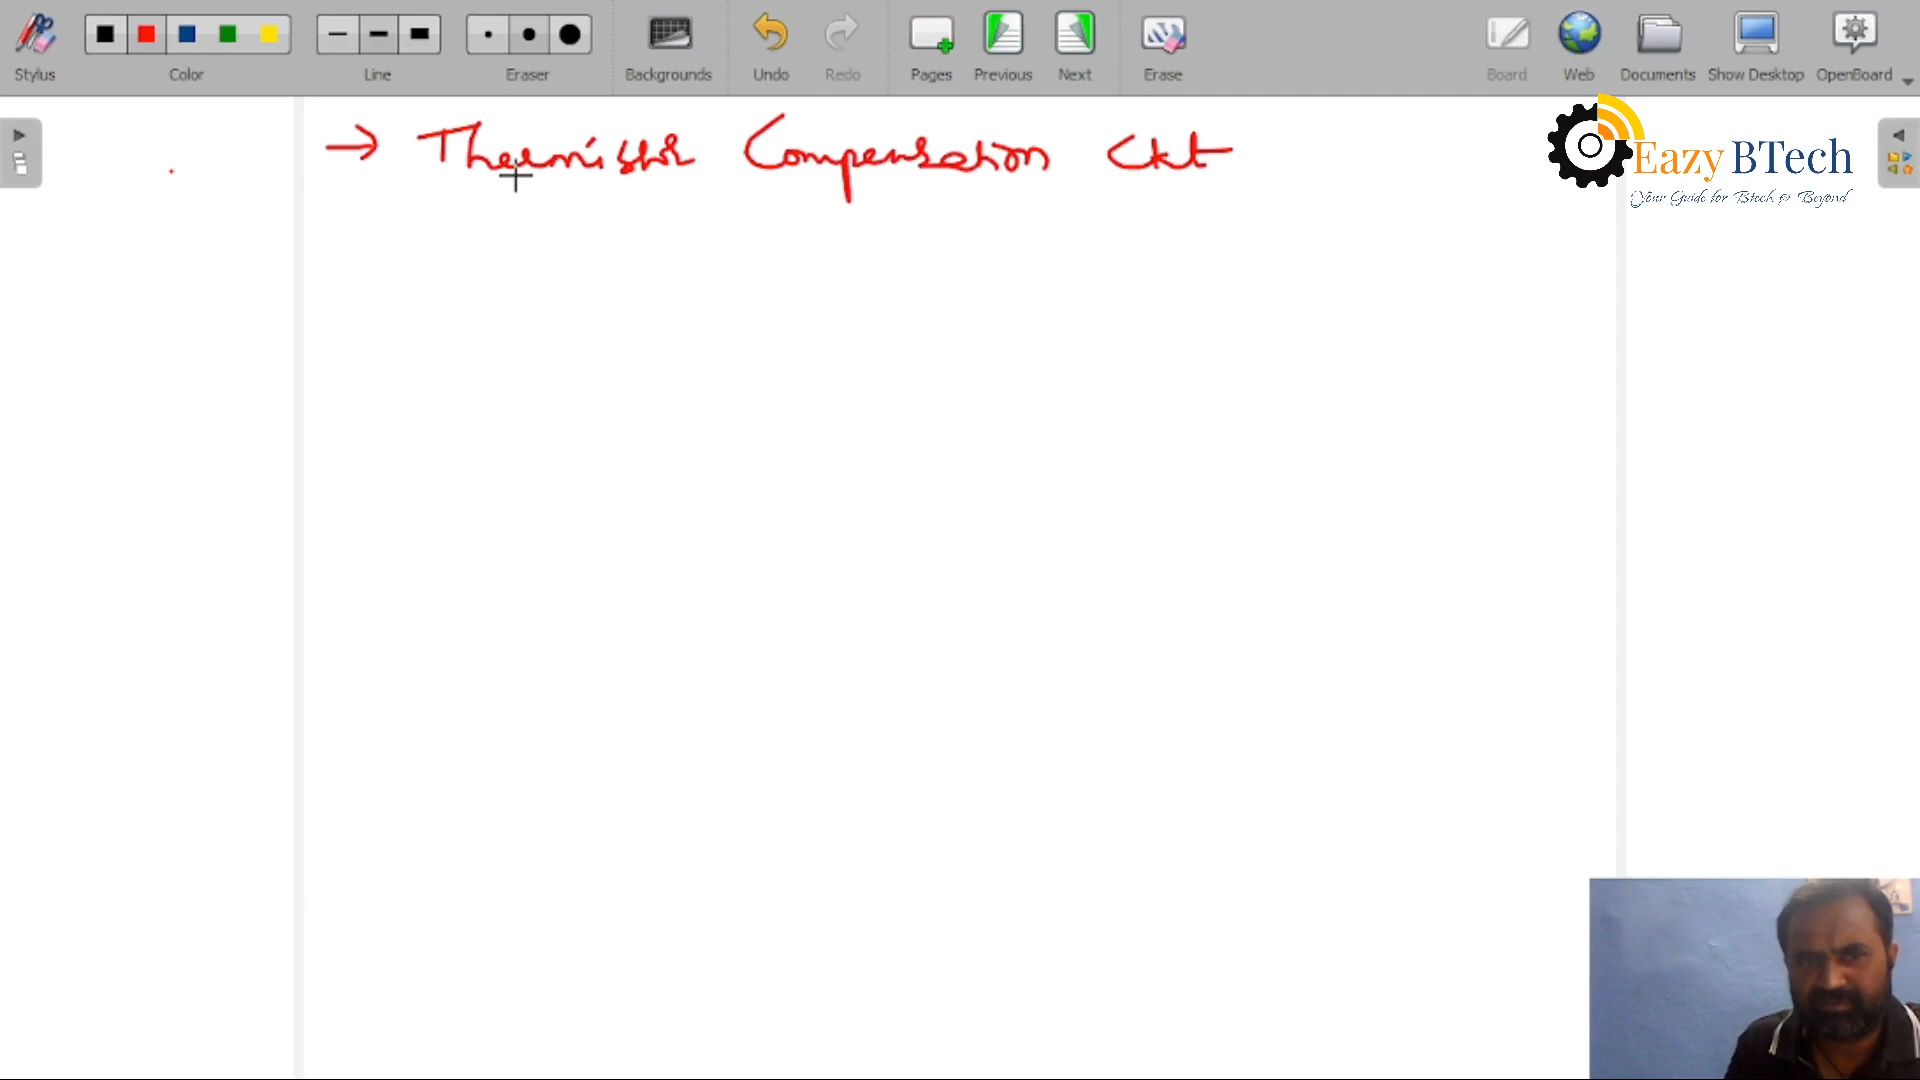 Stylus Color Line Eraser Backgrounds Undo Redo Pages Previous Next Erase Board Web Documents Show Desktop OpenBoard
→ Thermistor Compensation Ckt
Eazy BTech
Your Guide for Btech & Beyond